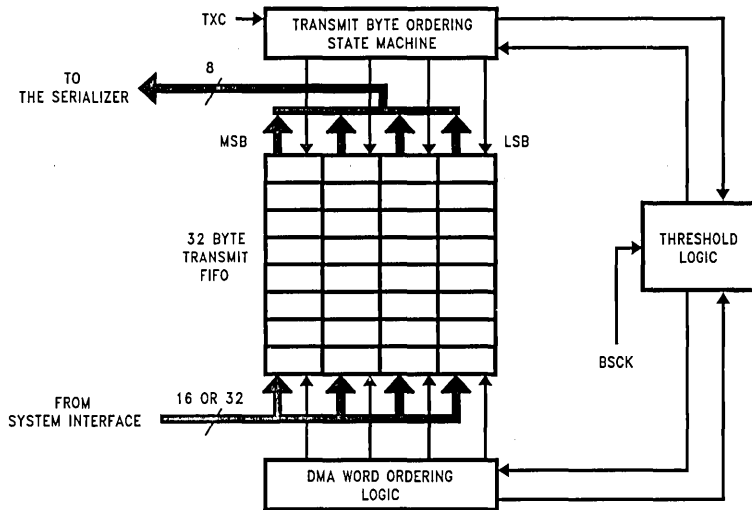 TXC
TRANSMIT BYTE ORDERING
STATE MACHINE
8
TO
THE SERIALIZER
MSB
LSB
32 BYTE
TRANSMIT
FIFO
THRESHOLD
LOGIC
BSCK
16 OR 32
FROM
SYSTEM INTERFACE
DMA WORD ORDERING
LOGIC